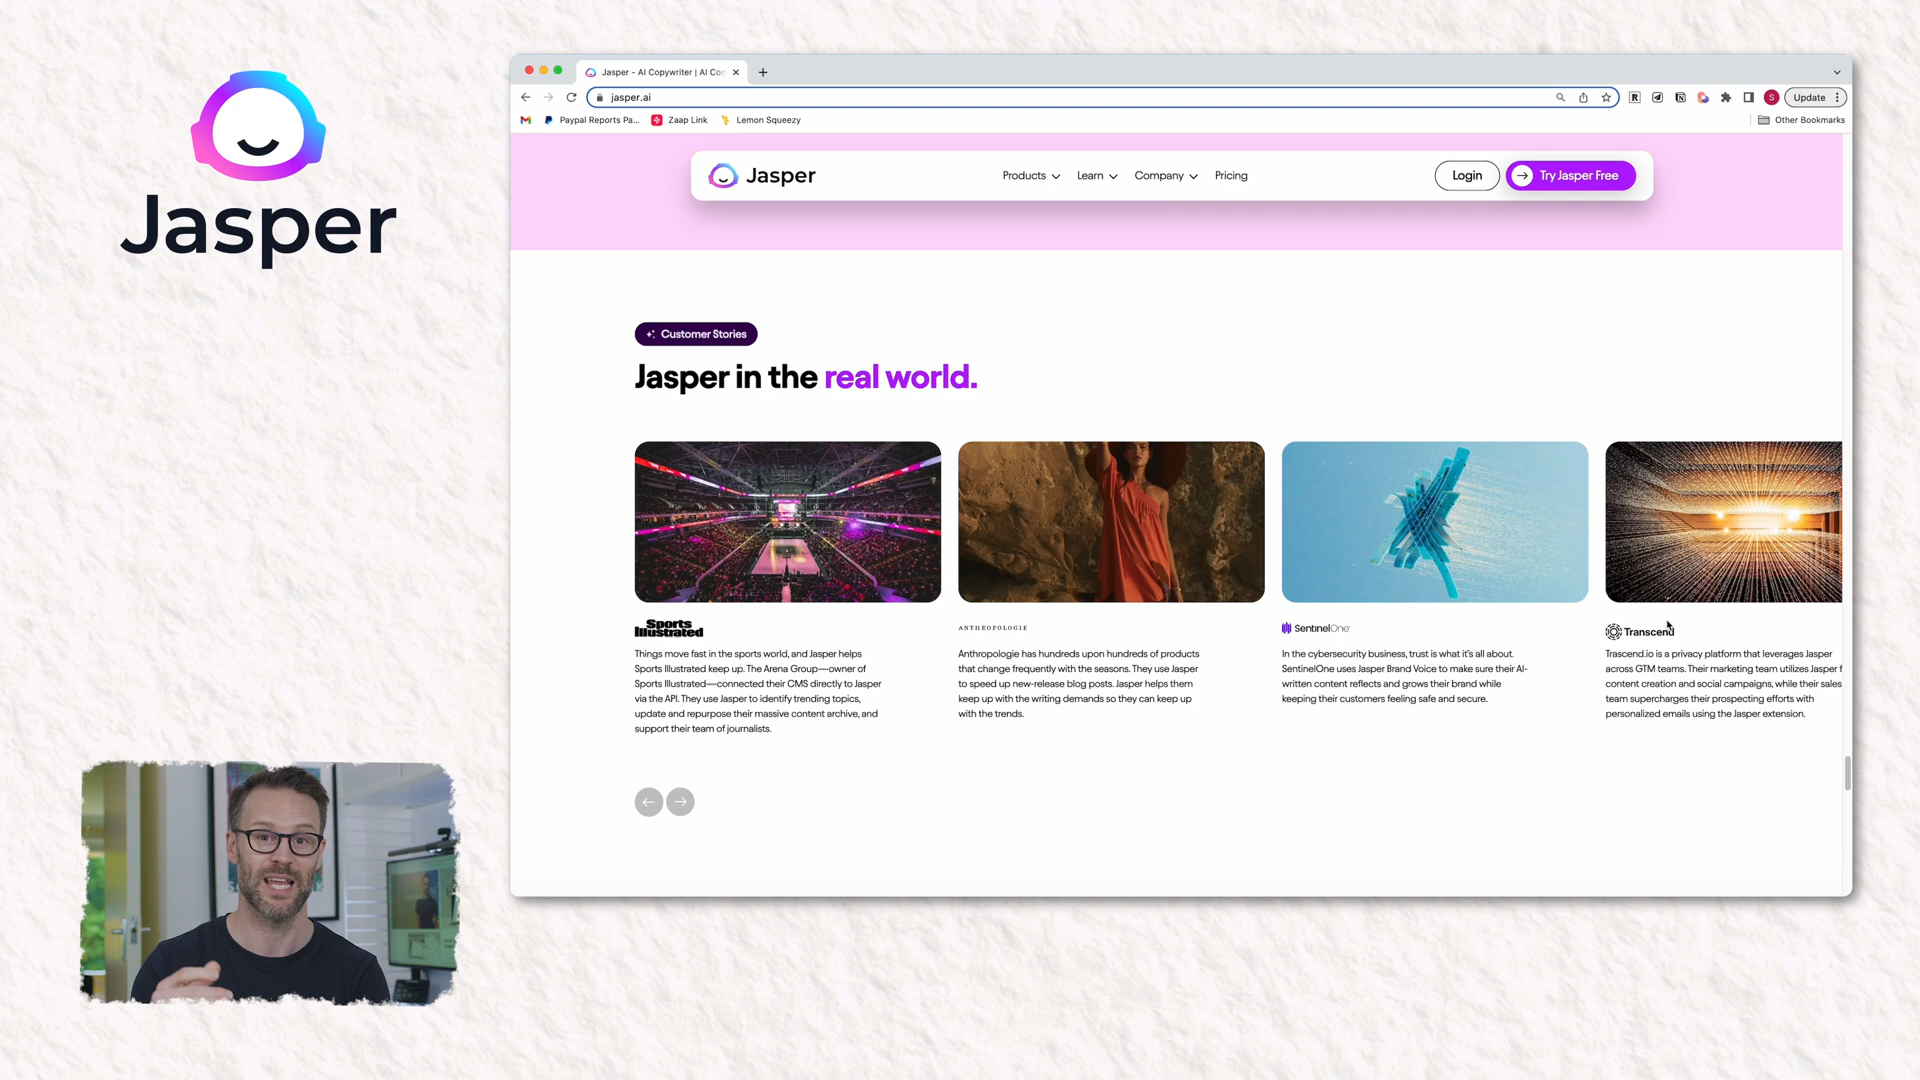 Jasper
Jasper - AI Copywriter | AI Con
jasper.ai
Update
Paypal Reports Pa...
Zaap Link
Lemon Squeezy
Other Bookmarks
Jasper
Products
Learn
Company
Pricing
Login
Try Jasper Free
Customer Stories
Jasper in the real world.
Sports
Illustrated
Things move fast in the sports world, and Jasper helps
Sports Illustrated keep up. The Arena Group—owner of
Sports Illustrated—connected their CMS directly to Jasper
via the API. They use Jasper to identify trending topics,
update and repurpose their massive content archive, and
support their team of journalists.
ANTHROPOLOGIE
Anthropologie has hundreds upon hundreds of products
that change frequently with the seasons. They use Jasper
to speed up new-release blog posts. Jasper helps them
keep up with the writing demands so they can keep up
with the trends.
SentinelOne
In the cybersecurity business, trust is what it's all about.
SentinelOne uses Jasper Brand Voice to make sure their AI-
written content reflects and grows their brand while
keeping their customers feeling safe and secure.
Transcend
Trascend.io is a privacy platform that leverages Jasper
across GTM teams. Their marketing team utilizes Jasper f
content creation and social campaigns, while their sales
team supercharges their prospecting efforts with
personalized emails using the Jasper extension.